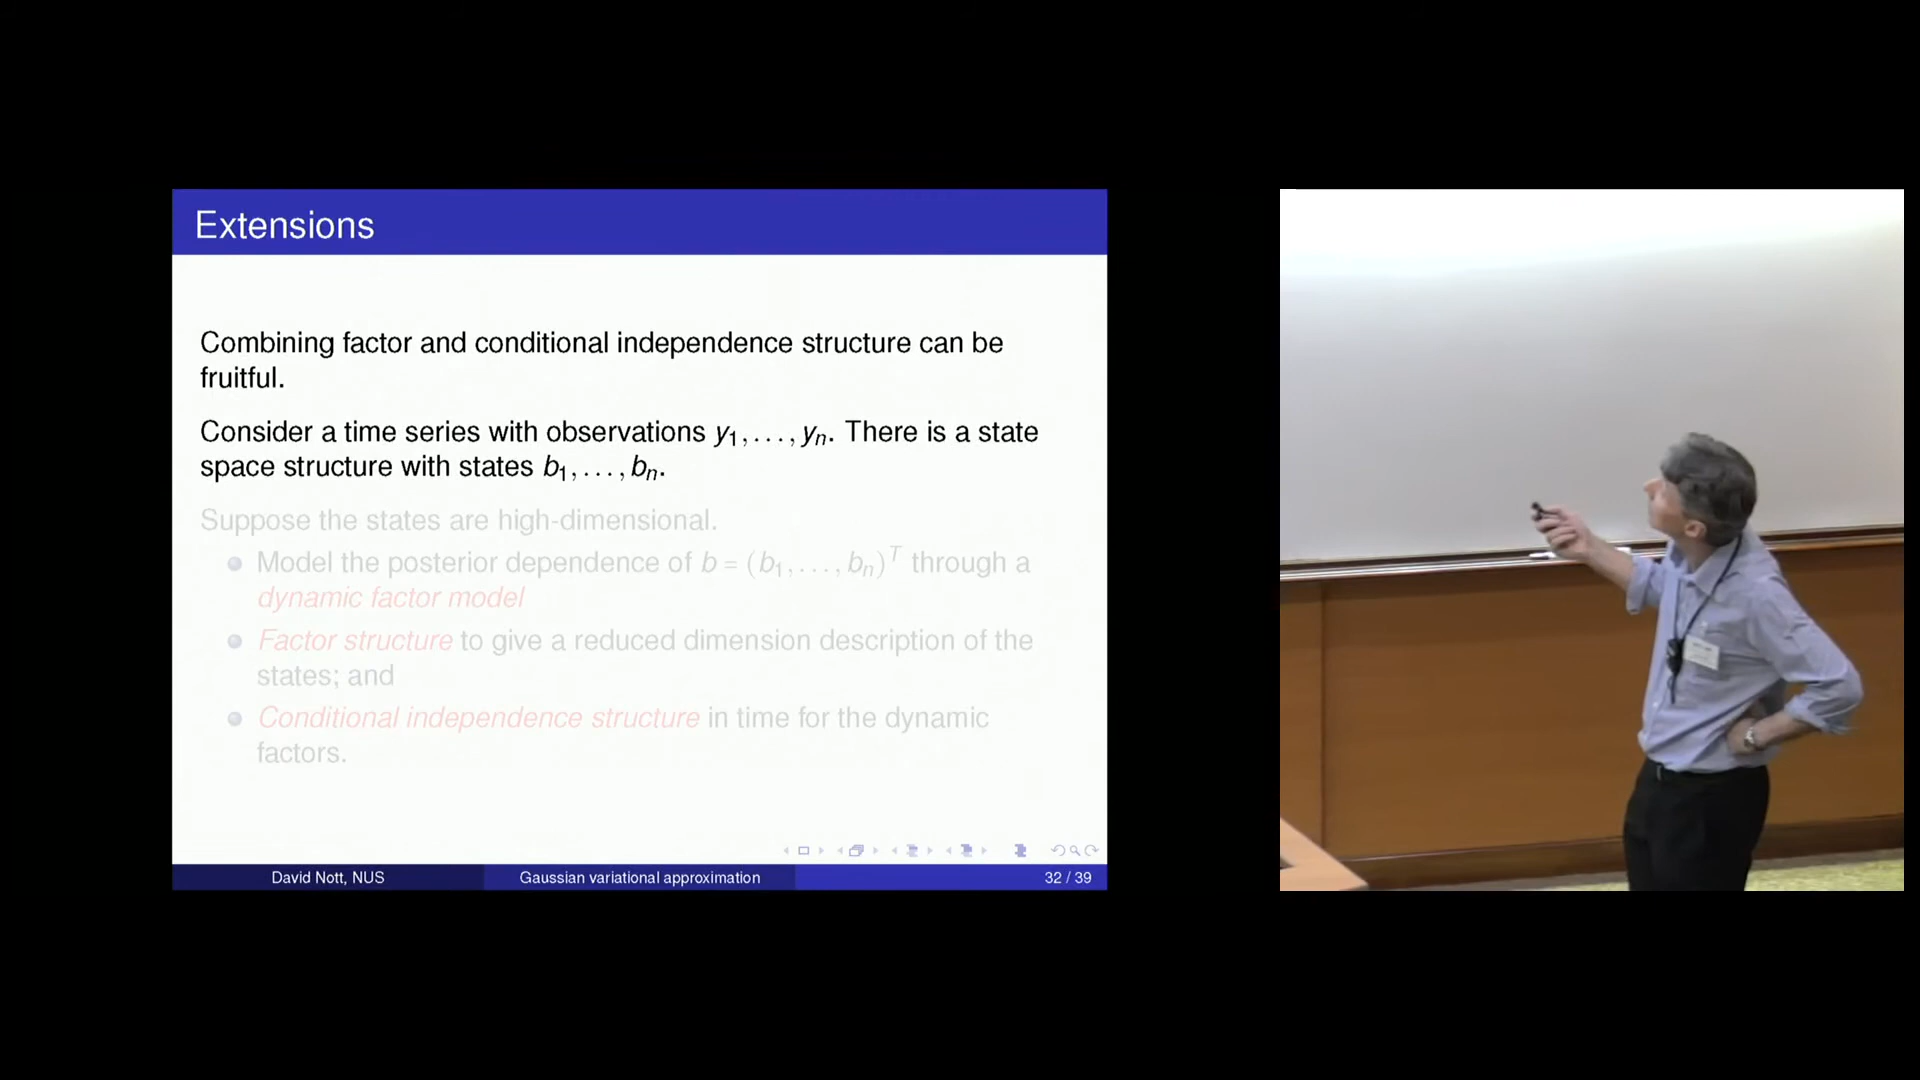 Extensions
Combining factor and conditional independence structure can be
fruitful.
Consider a time series with observations y₁, . . . , yₙ. There is a state
space structure with states b₁, . . . , bₙ.
Suppose the states are high-dimensional.
Model the posterior dependence of b = (b₁, . . . , bₙ)ᵀ through a
dynamic factor model
Factor structure to give a reduced dimension description of the
states; and
Conditional independence structure in time for the dynamic
factors.
David Nott, NUS
Gaussian variational approximation
32 / 39